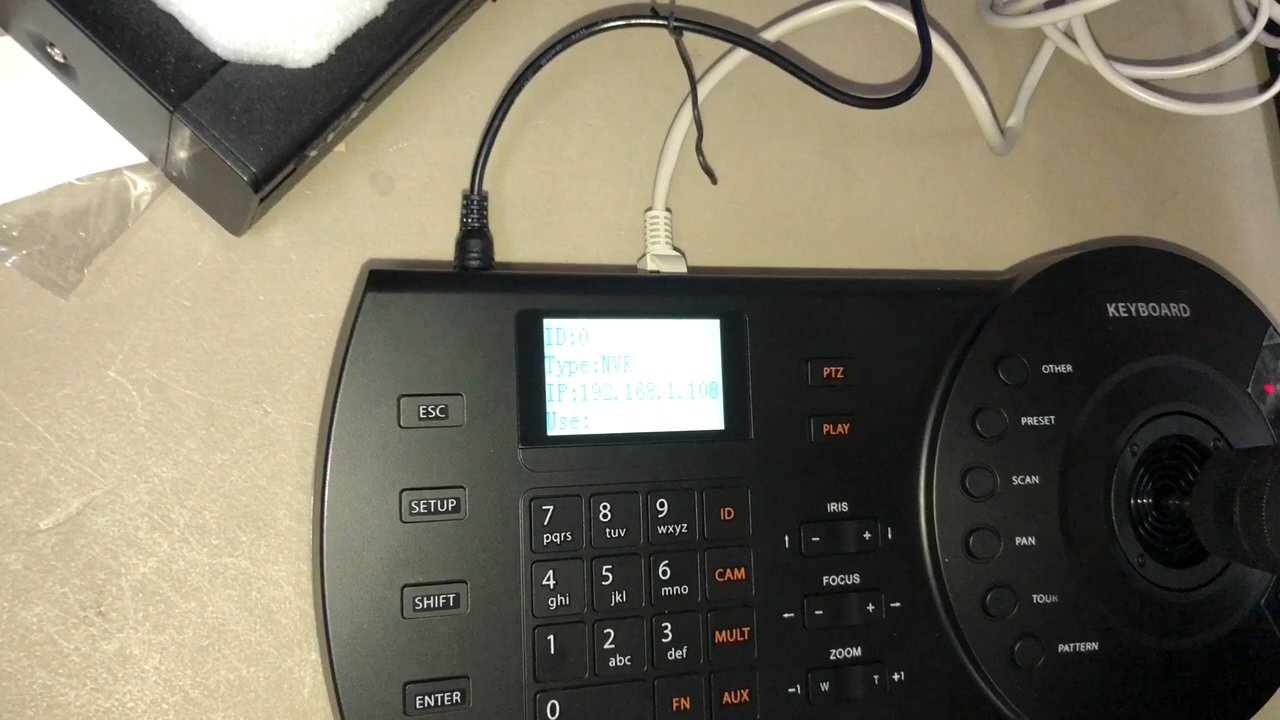 KEYBOARD
ID:0
Type:NVR
IP:192.168.1.108
Use:
PTZ
PLAY
OTHER
PRESET
SCAN
PAN
TOUR
PATTERN
ESC
SETUP
SHIFT
ENTER
7 pqrs
8 tuv
9 wxyz
ID
4 ghi
5 jkl
6 mno
CAM
1
2 abc
3 def
MULT
0
FN
AUX
IRIS
- +
FOCUS
← - + →
ZOOM
-1 W T +1